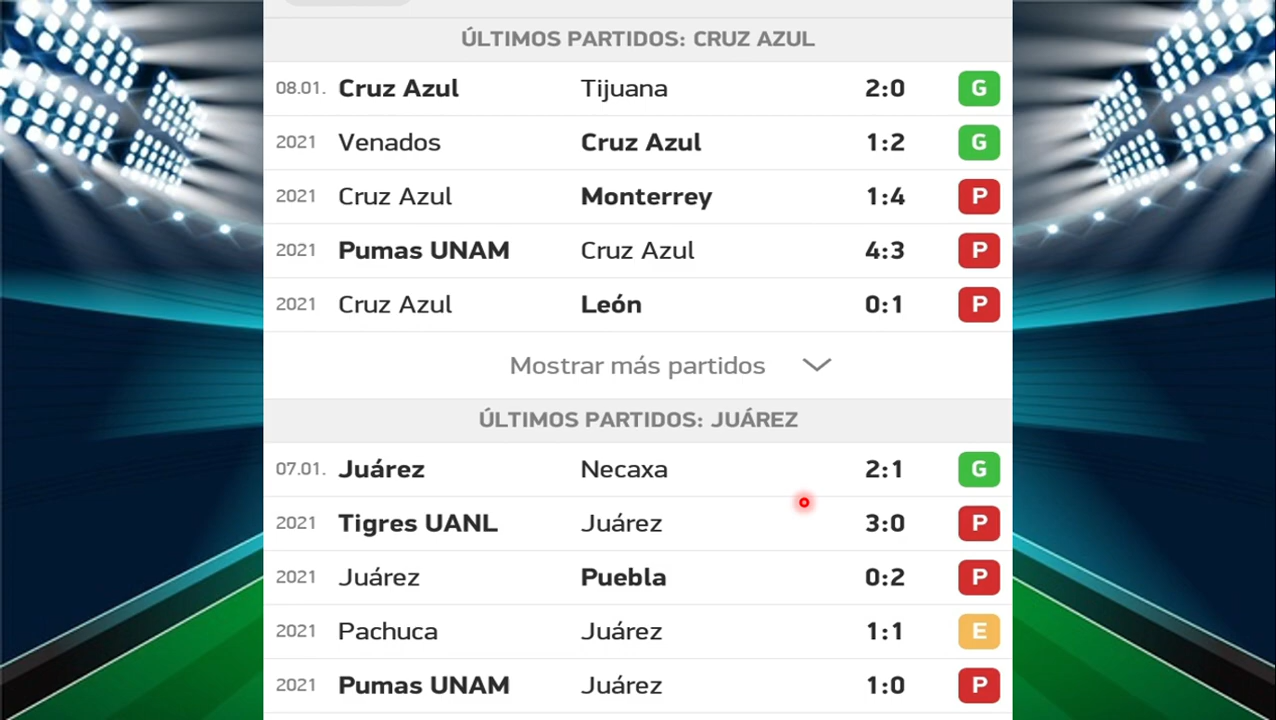 ÚLTIMOS PARTIDOS: CRUZ AZUL
08.01. Cruz Azul Tijuana 2:0 G
2021 Venados Cruz Azul 1:2 G
2021 Cruz Azul Monterrey 1:4 P
2021 Pumas UNAM Cruz Azul 4:3 P
2021 Cruz Azul León 0:1 P
Mostrar más partidos
ÚLTIMOS PARTIDOS: JUÁREZ
07.01. Juárez Necaxa 2:1 G
2021 Tigres UANL Juárez 3:0 P
2021 Juárez Puebla 0:2 P
2021 Pachuca Juárez 1:1 E
2021 Pumas UNAM Juárez 1:0 P